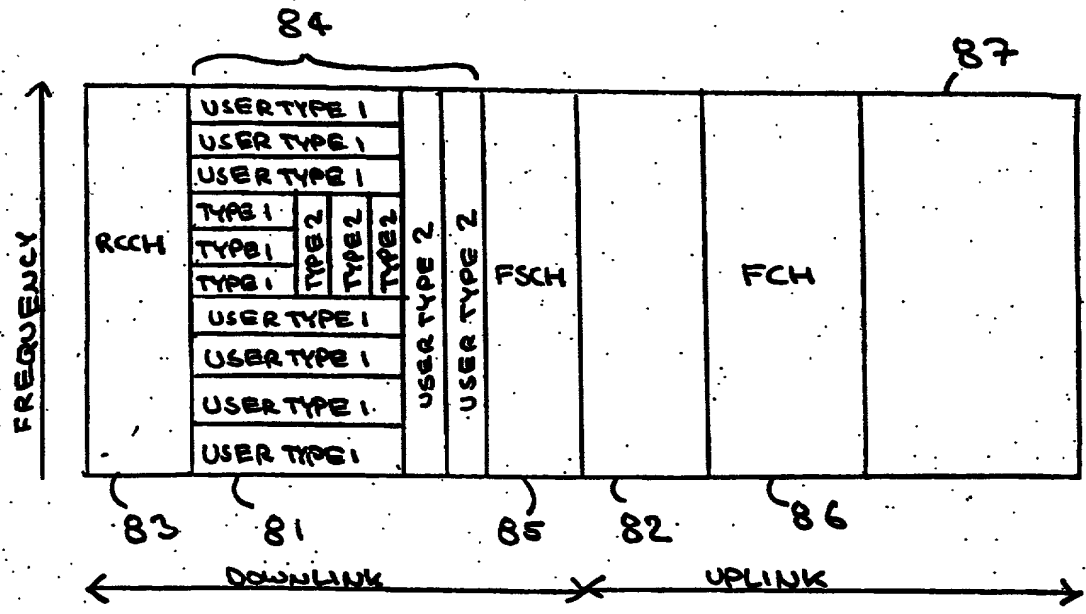 84
87
FREQUENCY
RCCH
USER TYPE 1
USER TYPE 1
USER TYPE 1
TYPE 1
TYPE 1
TYPE 1
TYPE 2
TYPE 2
TYPE 2
USER TYPE 1
USER TYPE 1
USER TYPE 1
USER TYPE 1
USER TYPE 2
USER TYPE 2
FSCH
FCH
83
81
85
82
86
DOWNLINK
UPLINK